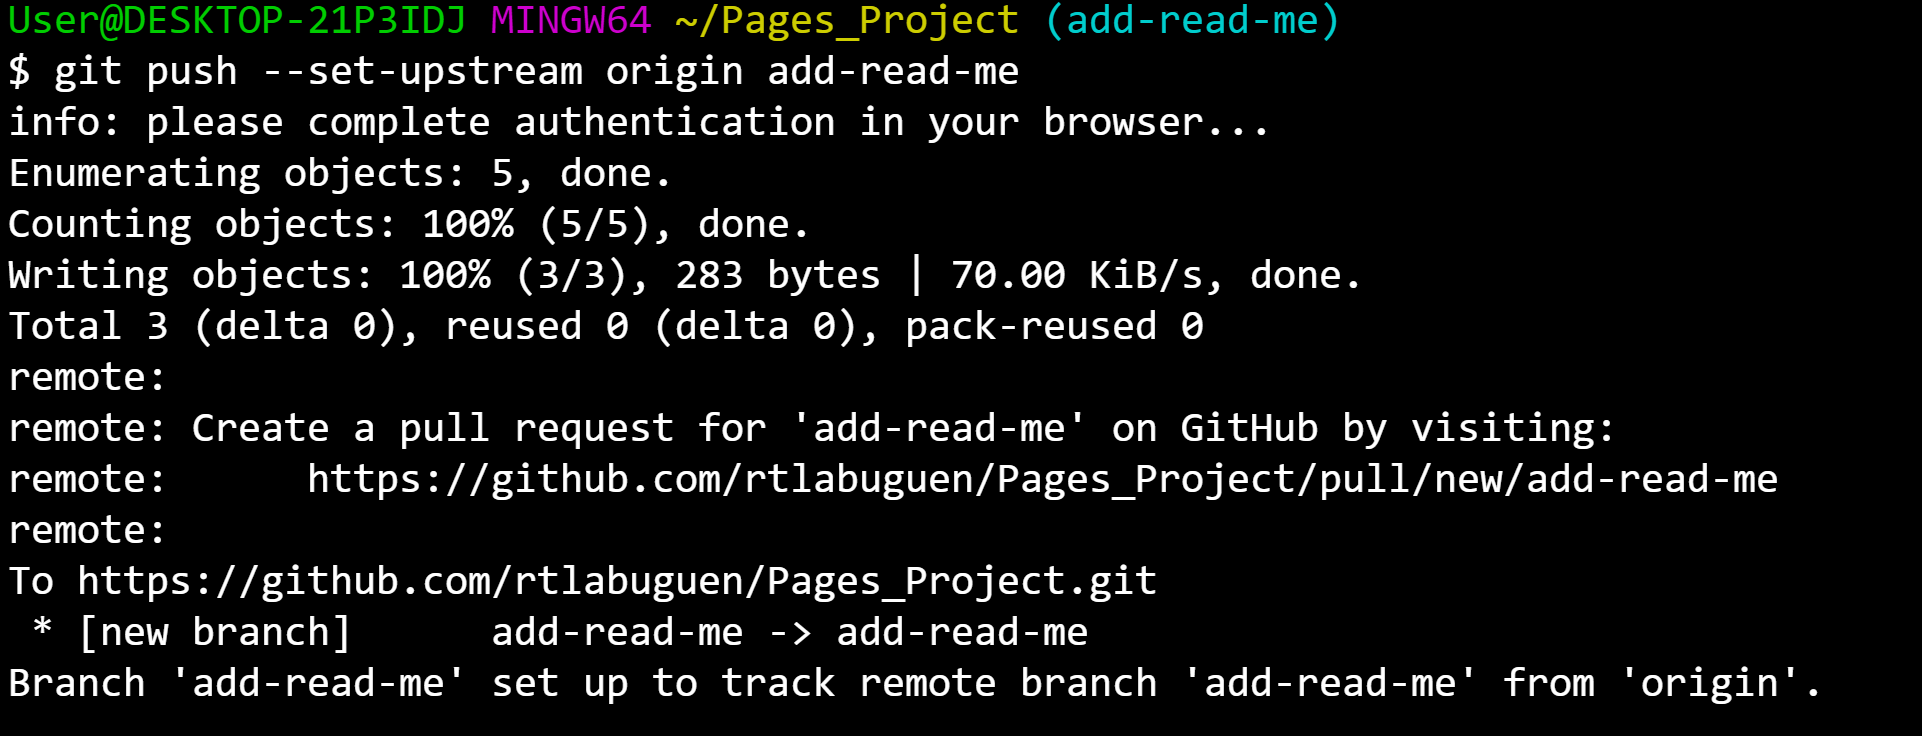 User@DESKTOP-21P3IDJ MINGW64 ~/Pages_Project (add-read-me)
$ git push --set-upstream origin add-read-me
info: please complete authentication in your browser...
Enumerating objects: 5, done.
Counting objects: 100% (5/5), done.
Writing objects: 100% (3/3), 283 bytes | 70.00 KiB/s, done.
Total 3 (delta 0), reused 0 (delta 0), pack-reused 0
remote:
remote: Create a pull request for 'add-read-me' on GitHub by visiting:
remote:      https://github.com/rtlabuguen/Pages_Project/pull/new/add-read-me
remote:
To https://github.com/rtlabuguen/Pages_Project.git
 * [new branch]      add-read-me -> add-read-me
Branch 'add-read-me' set up to track remote branch 'add-read-me' from 'origin'.